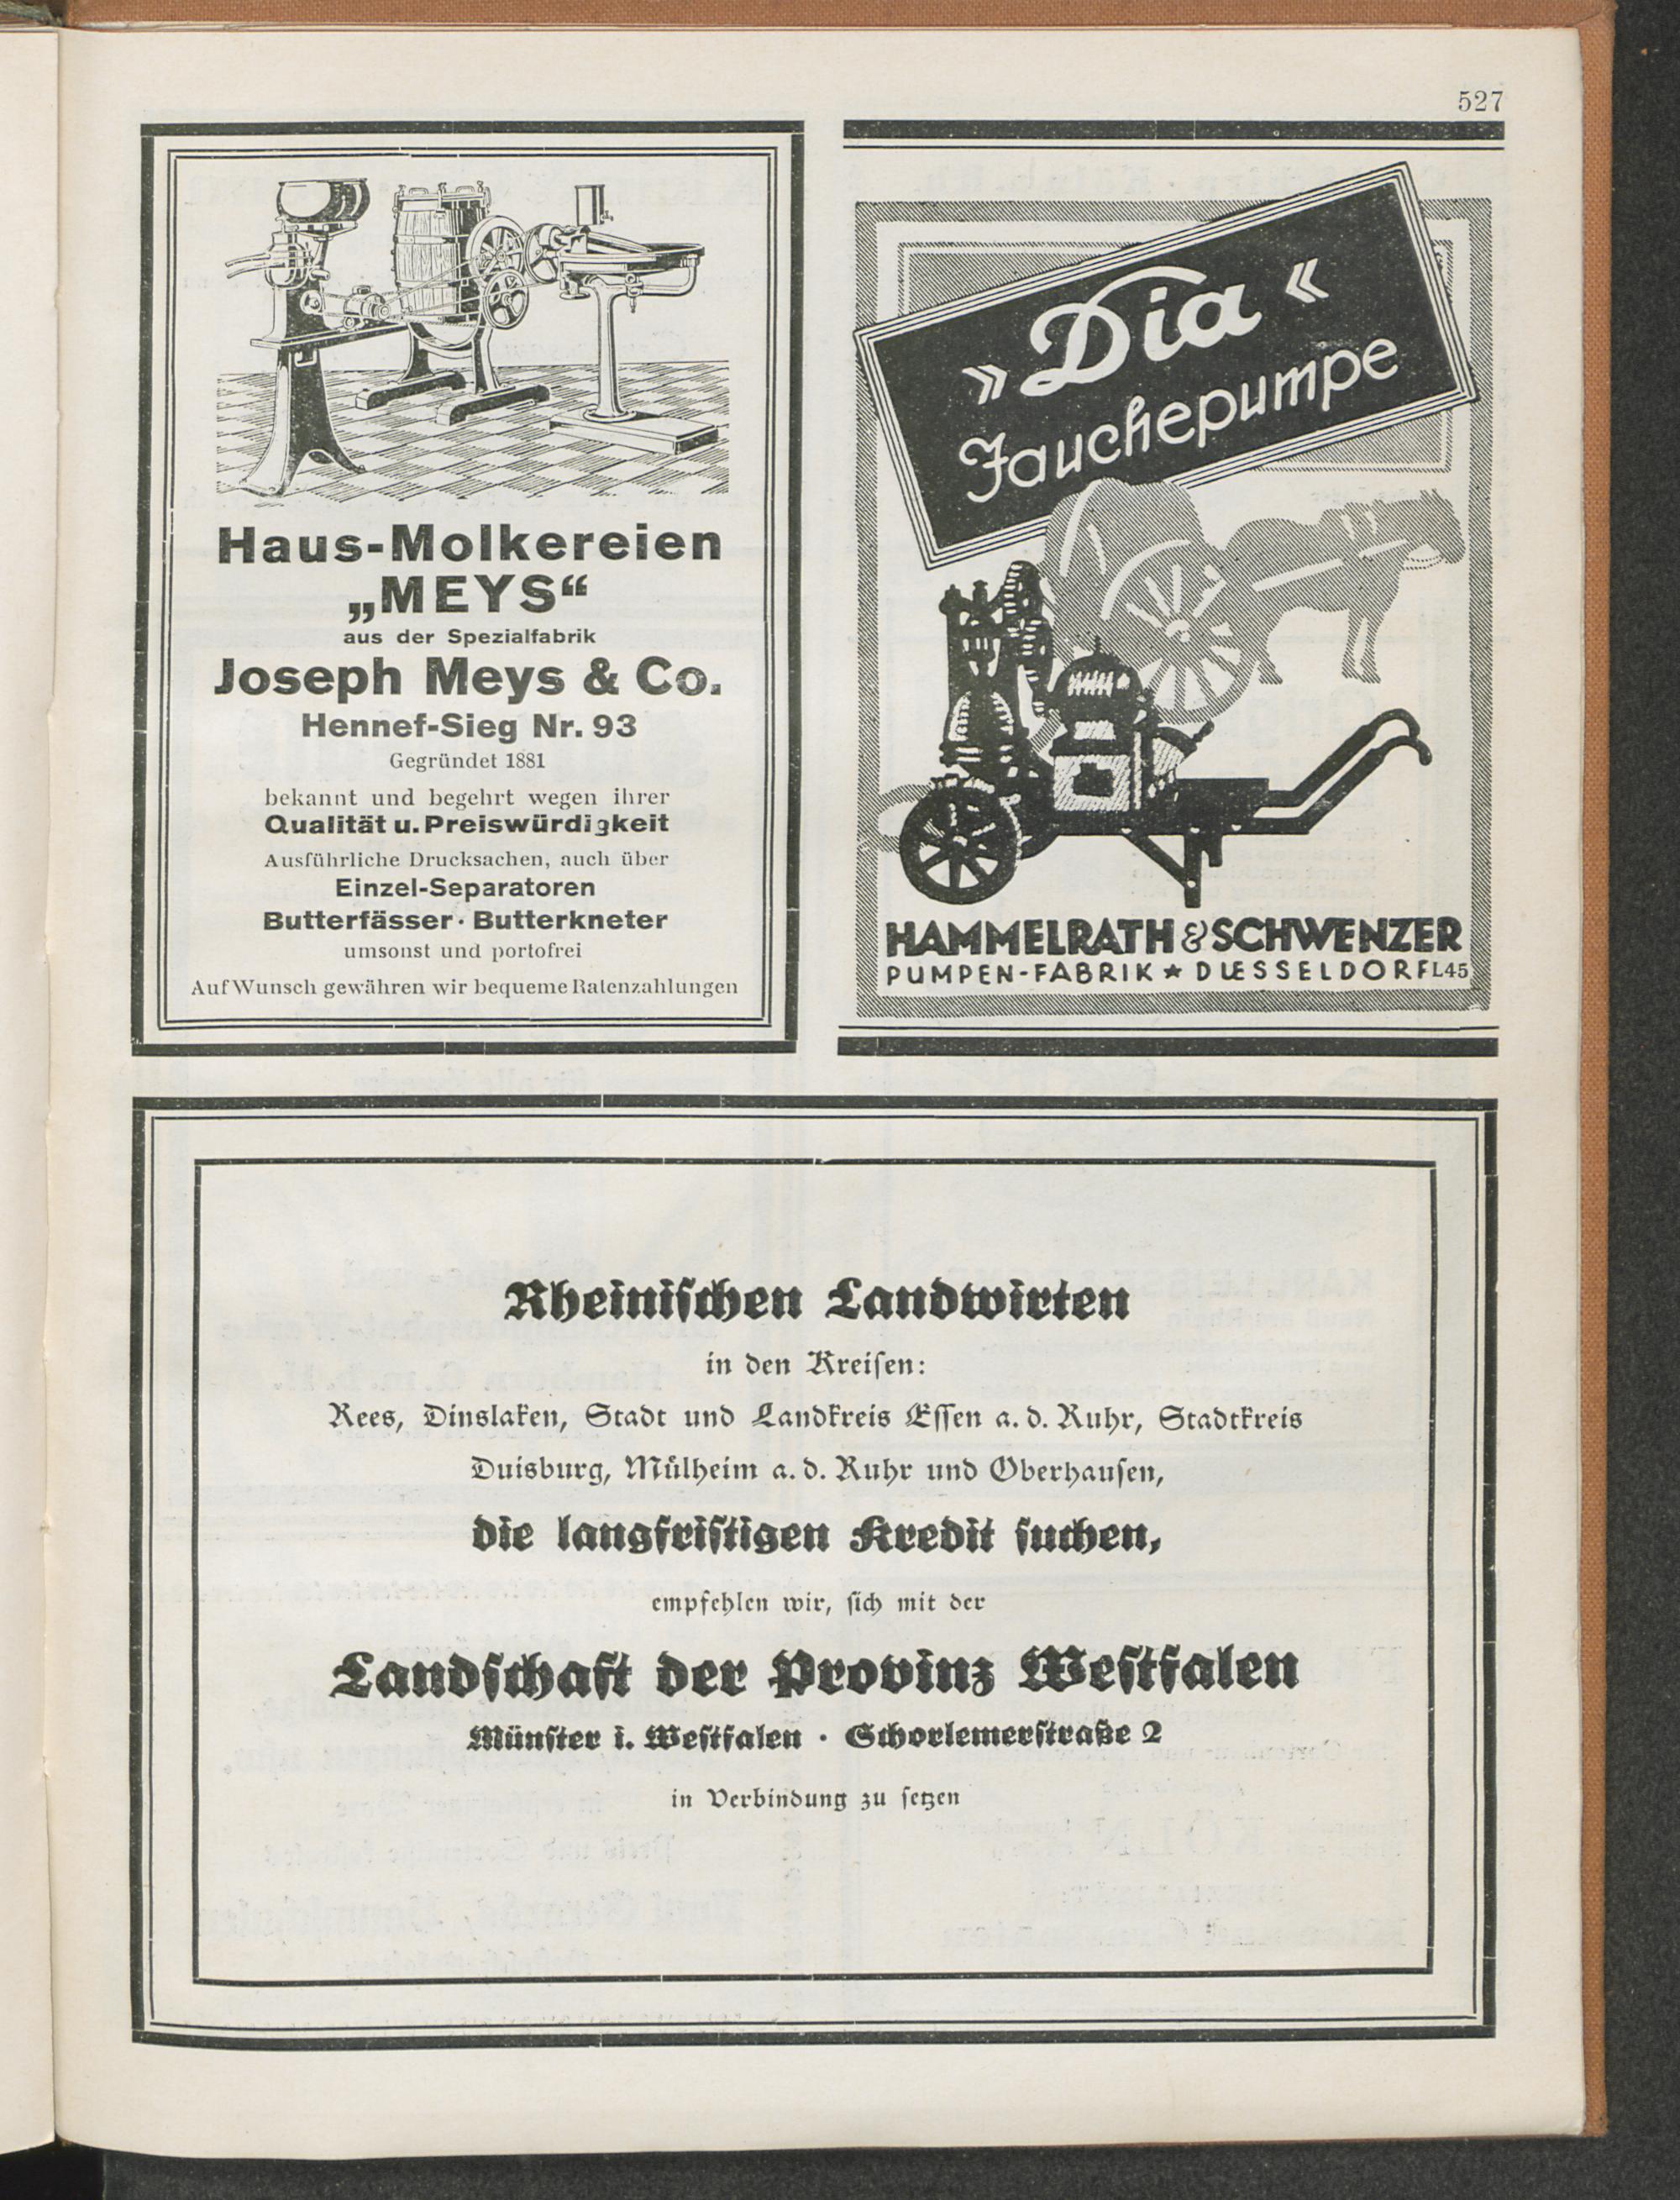 527
Haus-Molkereien
„MEYS“
aus der Spezialfabrik
Joseph Meys & Co.
Hennef-Sieg Nr. 93
Gegründet 1881
bekannt und begehrt wegen ihrer
Qualität u. Preiswürdigkeit
Ausführliche Drucksachen, auch über
Einzel-Separatoren
Butterfässer · Butterkneter
umsonst und portofrei
Auf Wunsch gewähren wir bequeme Ratenzahlungen
»Dia«
Jauchepumpe
HAMMELRATH & SCHWENZER
PUMPEN-FABRIK ★ DUESSELDORF L45
Rheiniſchen Landwirten
in den Kreiſen:
Rees, Dinslaken, Stadt und Landkreis Eſſen a. d. Ruhr, Stadtkreis
Duisburg, Mülheim a. d. Ruhr und Oberhauſen,
die langfriſtigen Kredit ſuchen,
empfehlen wir, ſich mit der
Landſchaft der Provinz Weſtfalen
Münſter i. Weſtfalen · Schorlemerſtraße 2
in Verbindung zu ſetzen